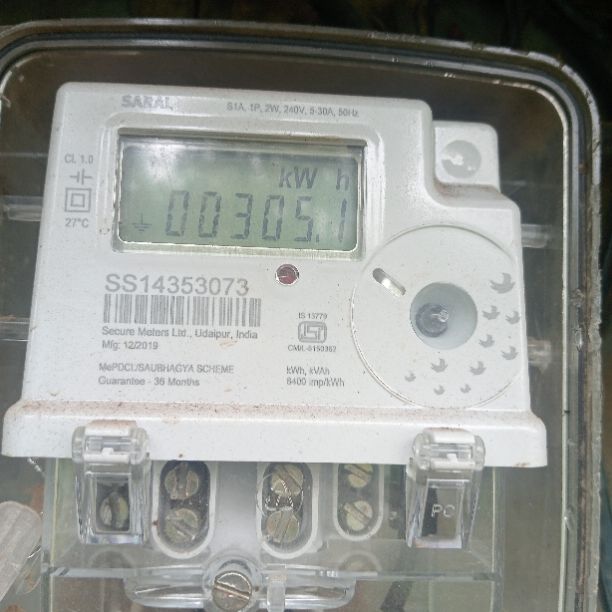 SARAL
S1A, 1P, 2W, 240V, 5-30A, 50Hz
CL 1.0
27°C
kW h
00305.1
SS14353073
Secure Meters Ltd., Udaipur, India
Mfg: 12/2019
MePDCL/SAUBHAGYA SCHEME
Guarantee - 36 Months
IS 13779
CM/L-8150362
kWh, kVAh
6400 imp/kWh
PC